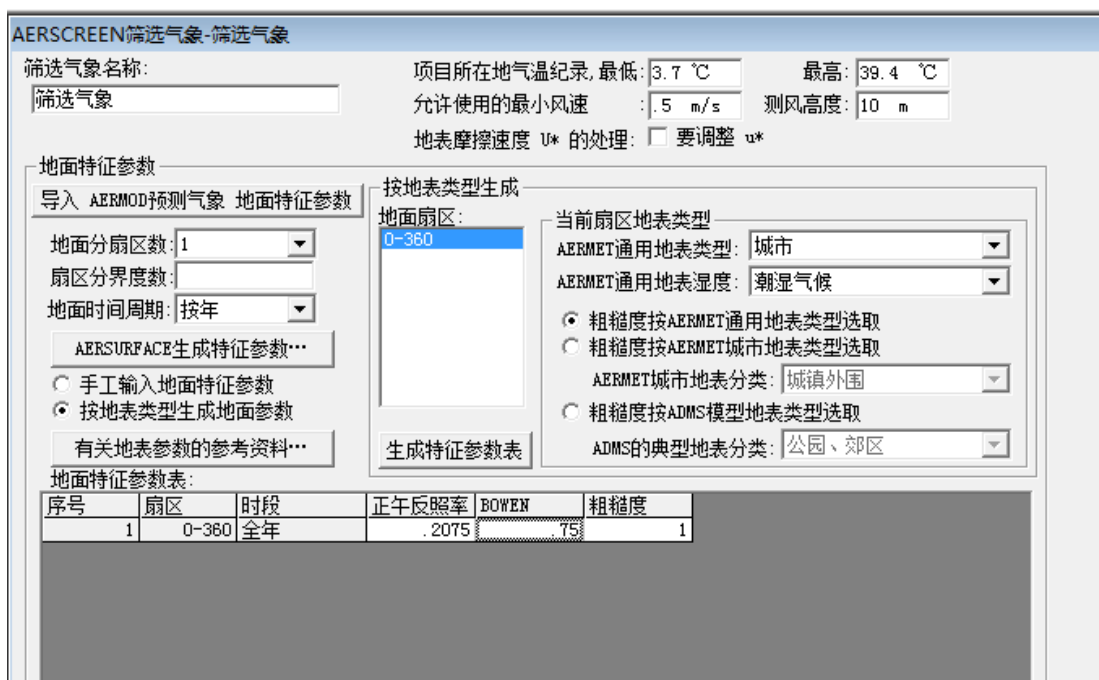 AERSCREEN筛选气象-筛选气象
筛选气象名称:
筛选气象
项目所在地气温纪录,最低: 3.7 ℃ 最高: 39.4 ℃
允许使用的最小风速 : .5 m/s 测风高度: 10 m
地表摩擦速度 U* 的处理: 要调整 u*
地面特征参数
导入 AERMOD预测气象 地面特征参数
地面分扇区数: 1
扇区分界度数:
地面时间周期: 按年
AERSURFACE生成特征参数…
手工输入地面特征参数
按地表类型生成地面参数
有关地表参数的参考资料…
按地表类型生成
地面扇区:
0-360
生成特征参数表
当前扇区地表类型
AERMET通用地表类型: 城市
AERMET通用地表湿度: 潮湿气候
粗糙度按AERMET通用地表类型选取
粗糙度按AERMET城市地表类型选取
AERMET城市地表分类: 城镇外围
粗糙度按ADMS模型地表类型选取
ADMS的典型地表分类: 公园、郊区
地面特征参数表:
序号 扇区 时段 正午反照率 BOWEN 粗糙度
1 0-360 全年 .2075 .75 1